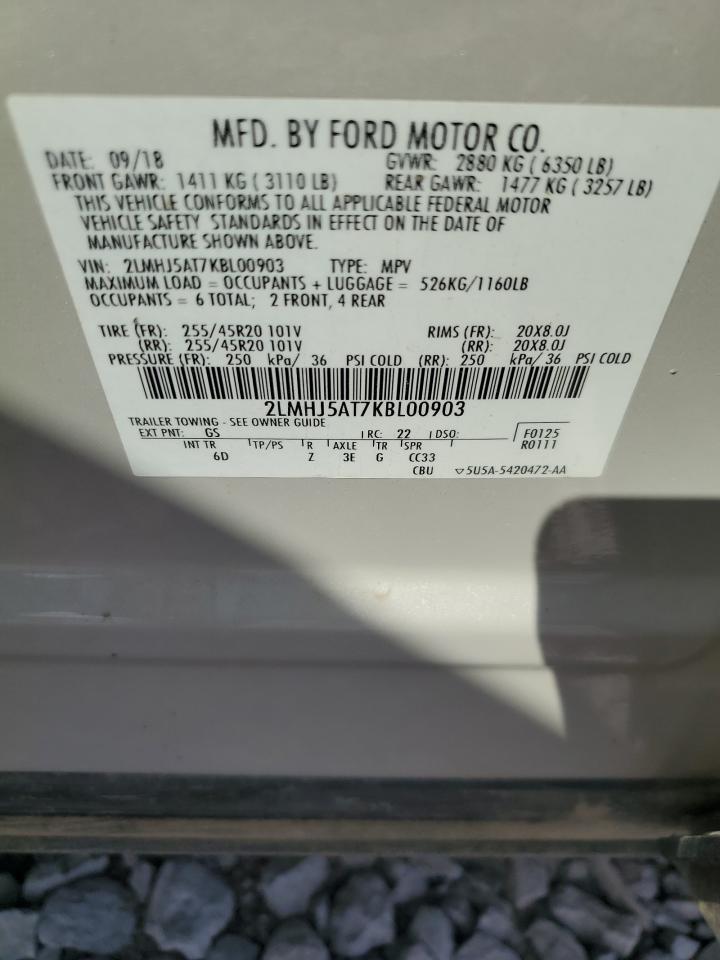 MFD. BY FORD MOTOR CO.
DATE: 09/18 GVWR: 2880 KG ( 6350 LB)
FRONT GAWR: 1411 KG ( 3110 LB) REAR GAWR: 1477 KG ( 3257 LB)
THIS VEHICLE CONFORMS TO ALL APPLICABLE FEDERAL MOTOR
VEHICLE SAFETY STANDARDS IN EFFECT ON THE DATE OF
MANUFACTURE SHOWN ABOVE.
VIN: 2LMHJ5AT7KBL00903 TYPE: MPV
MAXIMUM LOAD = OCCUPANTS + LUGGAGE = 526KG/1160LB
OCCUPANTS = 6 TOTAL; 2 FRONT, 4 REAR
TIRE (FR): 255/45R20 101V RIMS (FR): 20X8.0J
(RR): 255/45R20 101V (RR): 20X8.0J
PRESSURE (FR): 250 kPa/ 36 PSI COLD (RR): 250 kPa/ 36 PSI COLD
2LMHJ5AT7KBL00903
TRAILER TOWING - SEE OWNER GUIDE
EXT PNT: GS RC: 22 DSO: F0125
INT TR TP/PS R AXLE TR SPR R0111
6D Z 3E G CC33
CBU ▽5U5A-5420472-AA